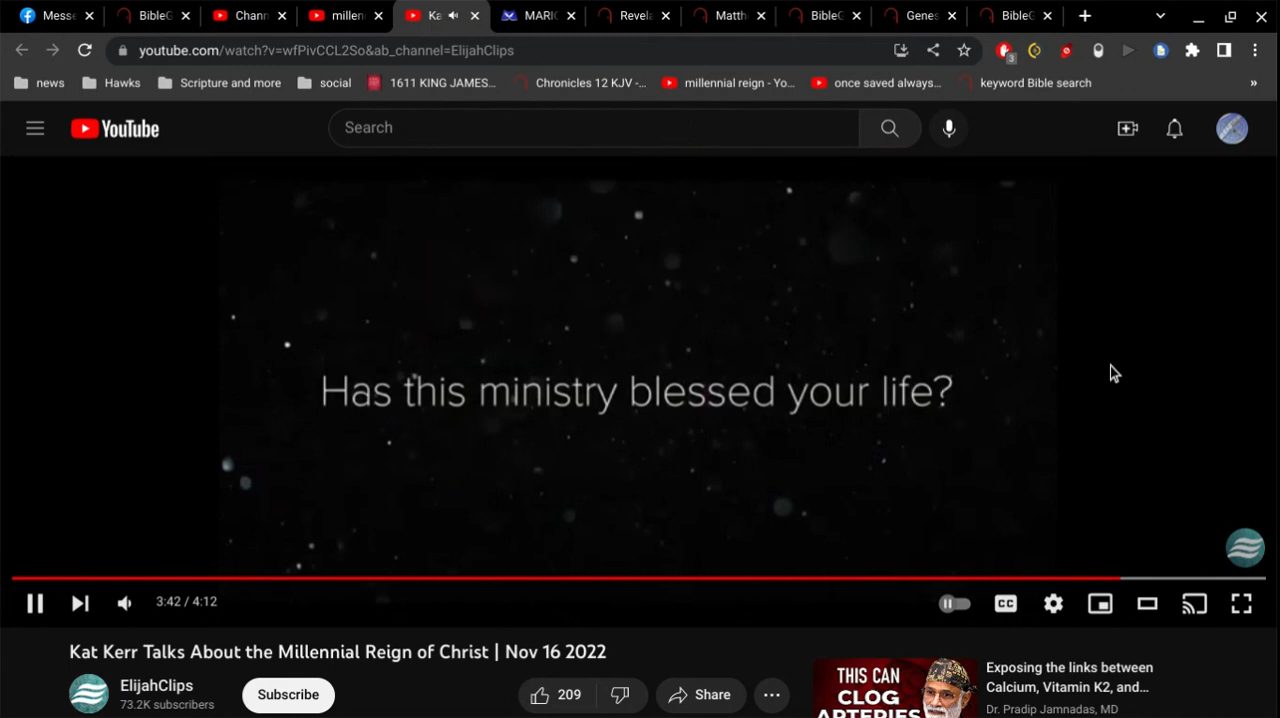 Messe
BibleG
Chann
millen
Ka
MARIO
Revela
Matth
BibleG
Genes
BibleG
youtube.com/watch?v=wfPivCCL2So&ab_channel=ElijahClips
3
news
Hawks
Scripture and more
social
1611 KING JAMES...
Chronicles 12 KJV -...
millennial reign - Yo...
once saved always...
keyword Bible search
»
YouTube
Search
Has this ministry blessed your life?
3:42 / 4:12
CC
Kat Kerr Talks About the Millennial Reign of Christ | Nov 16 2022
ElijahClips
73.2K subscribers
Subscribe
209
Share
THIS CAN
CLOG
ARTERIES
Exposing the links between
Calcium, Vitamin K2, and...
Dr. Pradip Jamnadas, MD